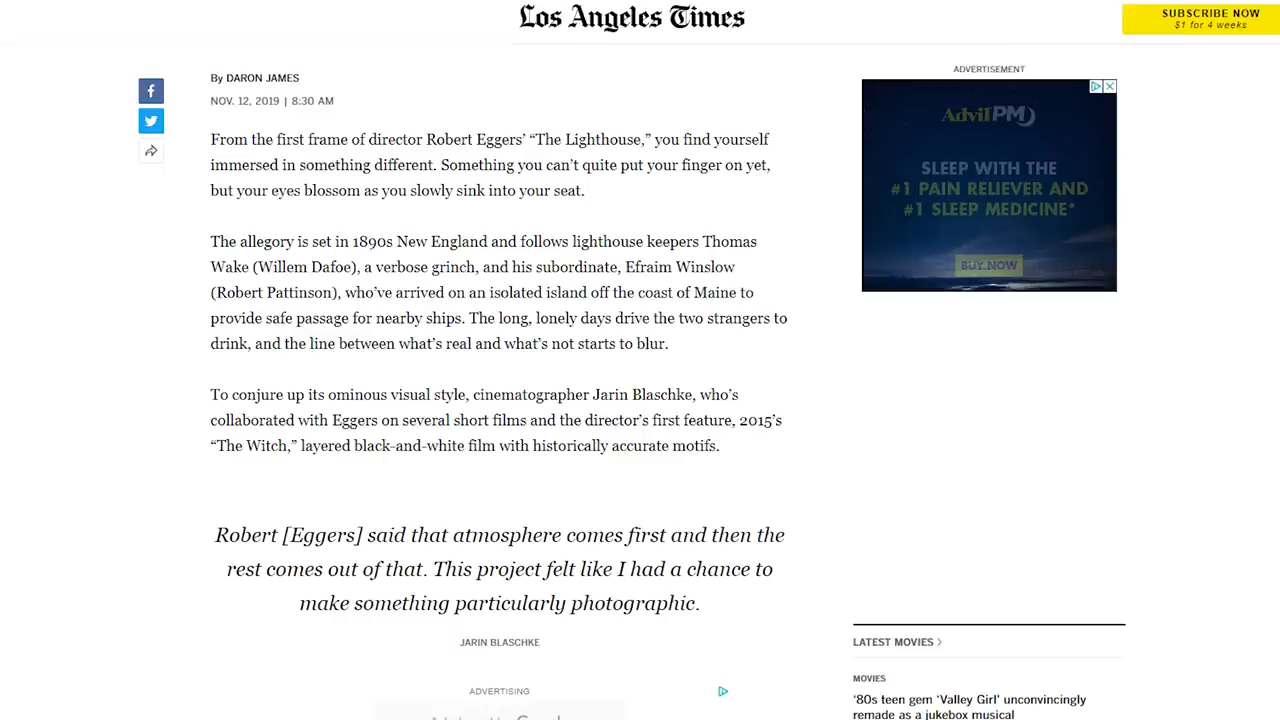 Los Angeles Times
SUBSCRIBE NOW
$1 for 4 weeks
By DARON JAMES
NOV. 12, 2019 | 8:30 AM
From the first frame of director Robert Eggers’ “The Lighthouse,” you find yourself
immersed in something different. Something you can’t quite put your finger on yet,
but your eyes blossom as you slowly sink into your seat.
The allegory is set in 1890s New England and follows lighthouse keepers Thomas
Wake (Willem Dafoe), a verbose grinch, and his subordinate, Efraim Winslow
(Robert Pattinson), who’ve arrived on an isolated island off the coast of Maine to
provide safe passage for nearby ships. The long, lonely days drive the two strangers to
drink, and the line between what’s real and what’s not starts to blur.
To conjure up its ominous visual style, cinematographer Jarin Blaschke, who’s
collaborated with Eggers on several short films and the director’s first feature, 2015’s
“The Witch,” layered black-and-white film with historically accurate motifs.
Robert [Eggers] said that atmosphere comes first and then the
rest comes out of that. This project felt like I had a chance to
make something particularly photographic.
JARIN BLASCHKE
ADVERTISING
ADVERTISEMENT
Advil PM
SLEEP WITH THE
#1 PAIN RELIEVER AND
#1 SLEEP MEDICINE*
BUY NOW
LATEST MOVIES
MOVIES
‘80s teen gem ‘Valley Girl’ unconvincingly
remade as a jukebox musical